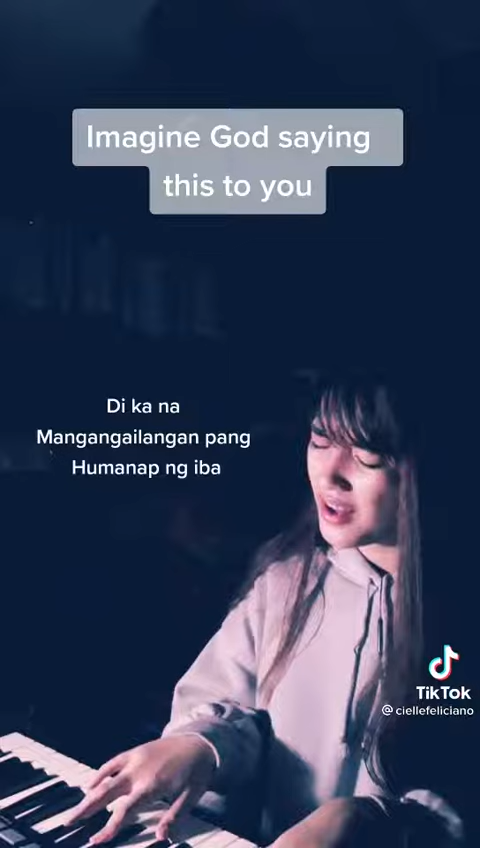 Imagine God saying
this to you
Di ka na
Mangangailangan pang
Humanap ng iba
TikTok
@ciellefeliciano